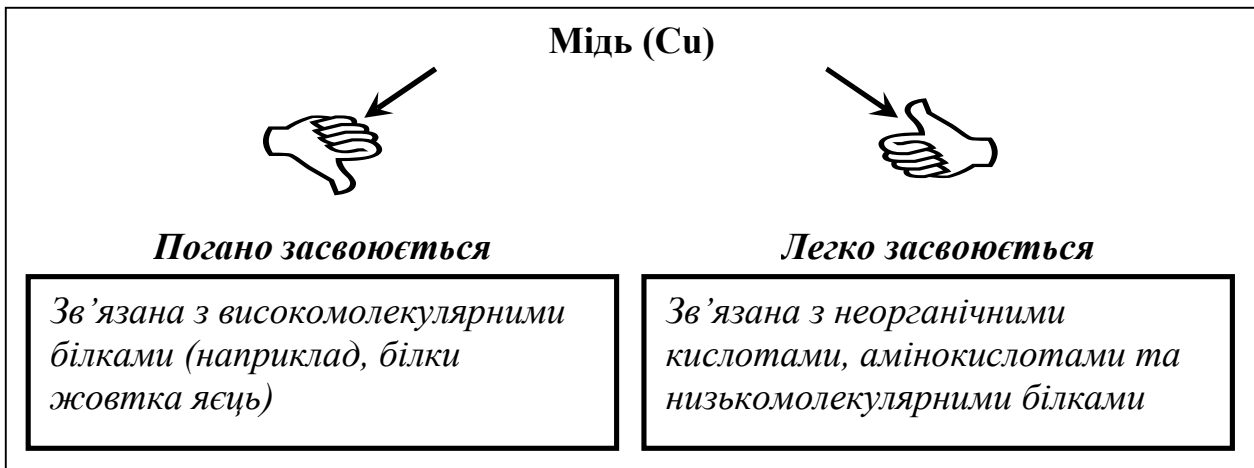 Мідь (Cu)
Погано засвоюється
Легко засвоюється
Зв’язана з високомолекулярними
білками (наприклад, білки
жовтка яєць)
Зв’язана з неорганічними
кислотами, амінокислотами та
низькомолекулярними білками